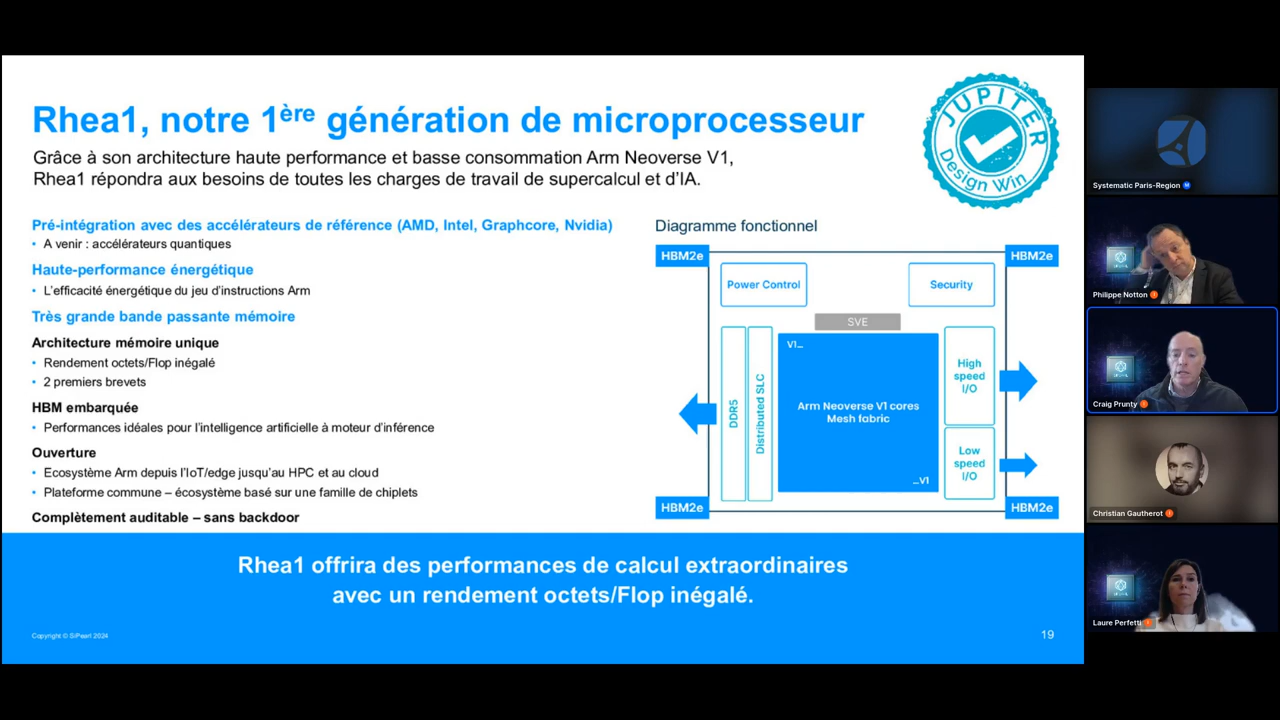 Rhea1, notre 1ère génération de microprocesseur
Grâce à son architecture haute performance et basse consommation Arm Neoverse V1,
Rhea1 répondra aux besoins de toutes les charges de travail de supercalcul et d'IA.
JUPITER
Design Win
Pré-intégration avec des accélérateurs de référence (AMD, Intel, Graphcore, Nvidia)
• A venir : accélérateurs quantiques
Haute-performance énergétique
• L'efficacité énergétique du jeu d'instructions Arm
Très grande bande passante mémoire
Architecture mémoire unique
• Rendement octets/Flop inégalé
• 2 premiers brevets
HBM embarquée
• Performances idéales pour l'intelligence artificielle à moteur d'inférence
Ouverture
• Ecosystème Arm depuis l'IoT/edge jusqu'au HPC et au cloud
• Plateforme commune – écosystème basé sur une famille de chiplets
Complètement auditable – sans backdoor
Diagramme fonctionnel
HBM2e
HBM2e
Power Control
Security
SVE
V1_
DDR5
Distributed SLC
Arm Neoverse V1 cores
Mesh fabric
_V1
High
speed
I/O
Low
speed
I/O
HBM2e
HBM2e
Rhea1 offrira des performances de calcul extraordinaires
avec un rendement octets/Flop inégalé.
Copyright © SiPearl 2024
19
Systematic Paris-Region
Philippe Notton
Craig Prunty
Christian Gautherot
Laure Perfetti